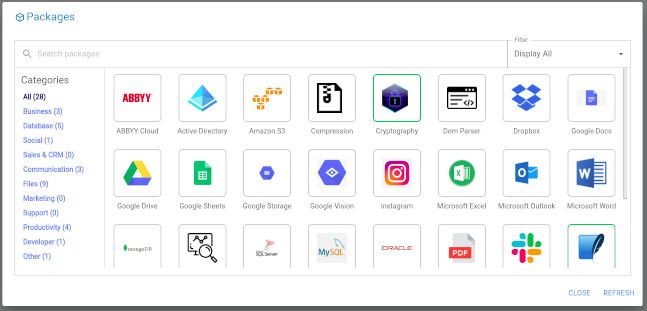 Packages
Search packages
Filter
Display All
Categories
All (28)
Business (3)
Database (5)
Social (1)
Sales & CRM (0)
Communication (3)
Files (9)
Marketing (0)
Support (0)
Productivity (4)
Developer (1)
Other (1)
ABBYY
ABBYY Cloud
Active Directory
Amazon S3
Compression
Cryptography
Dom Parser
Dropbox
Google Docs
Google Drive
Google Sheets
Google Storage
Google Vision
Instagram
Microsoft Excel
Microsoft Outlook
Microsoft Word
mongoDB
SQL Server
MySQL
ORACLE
PDF
CLOSE
REFRESH